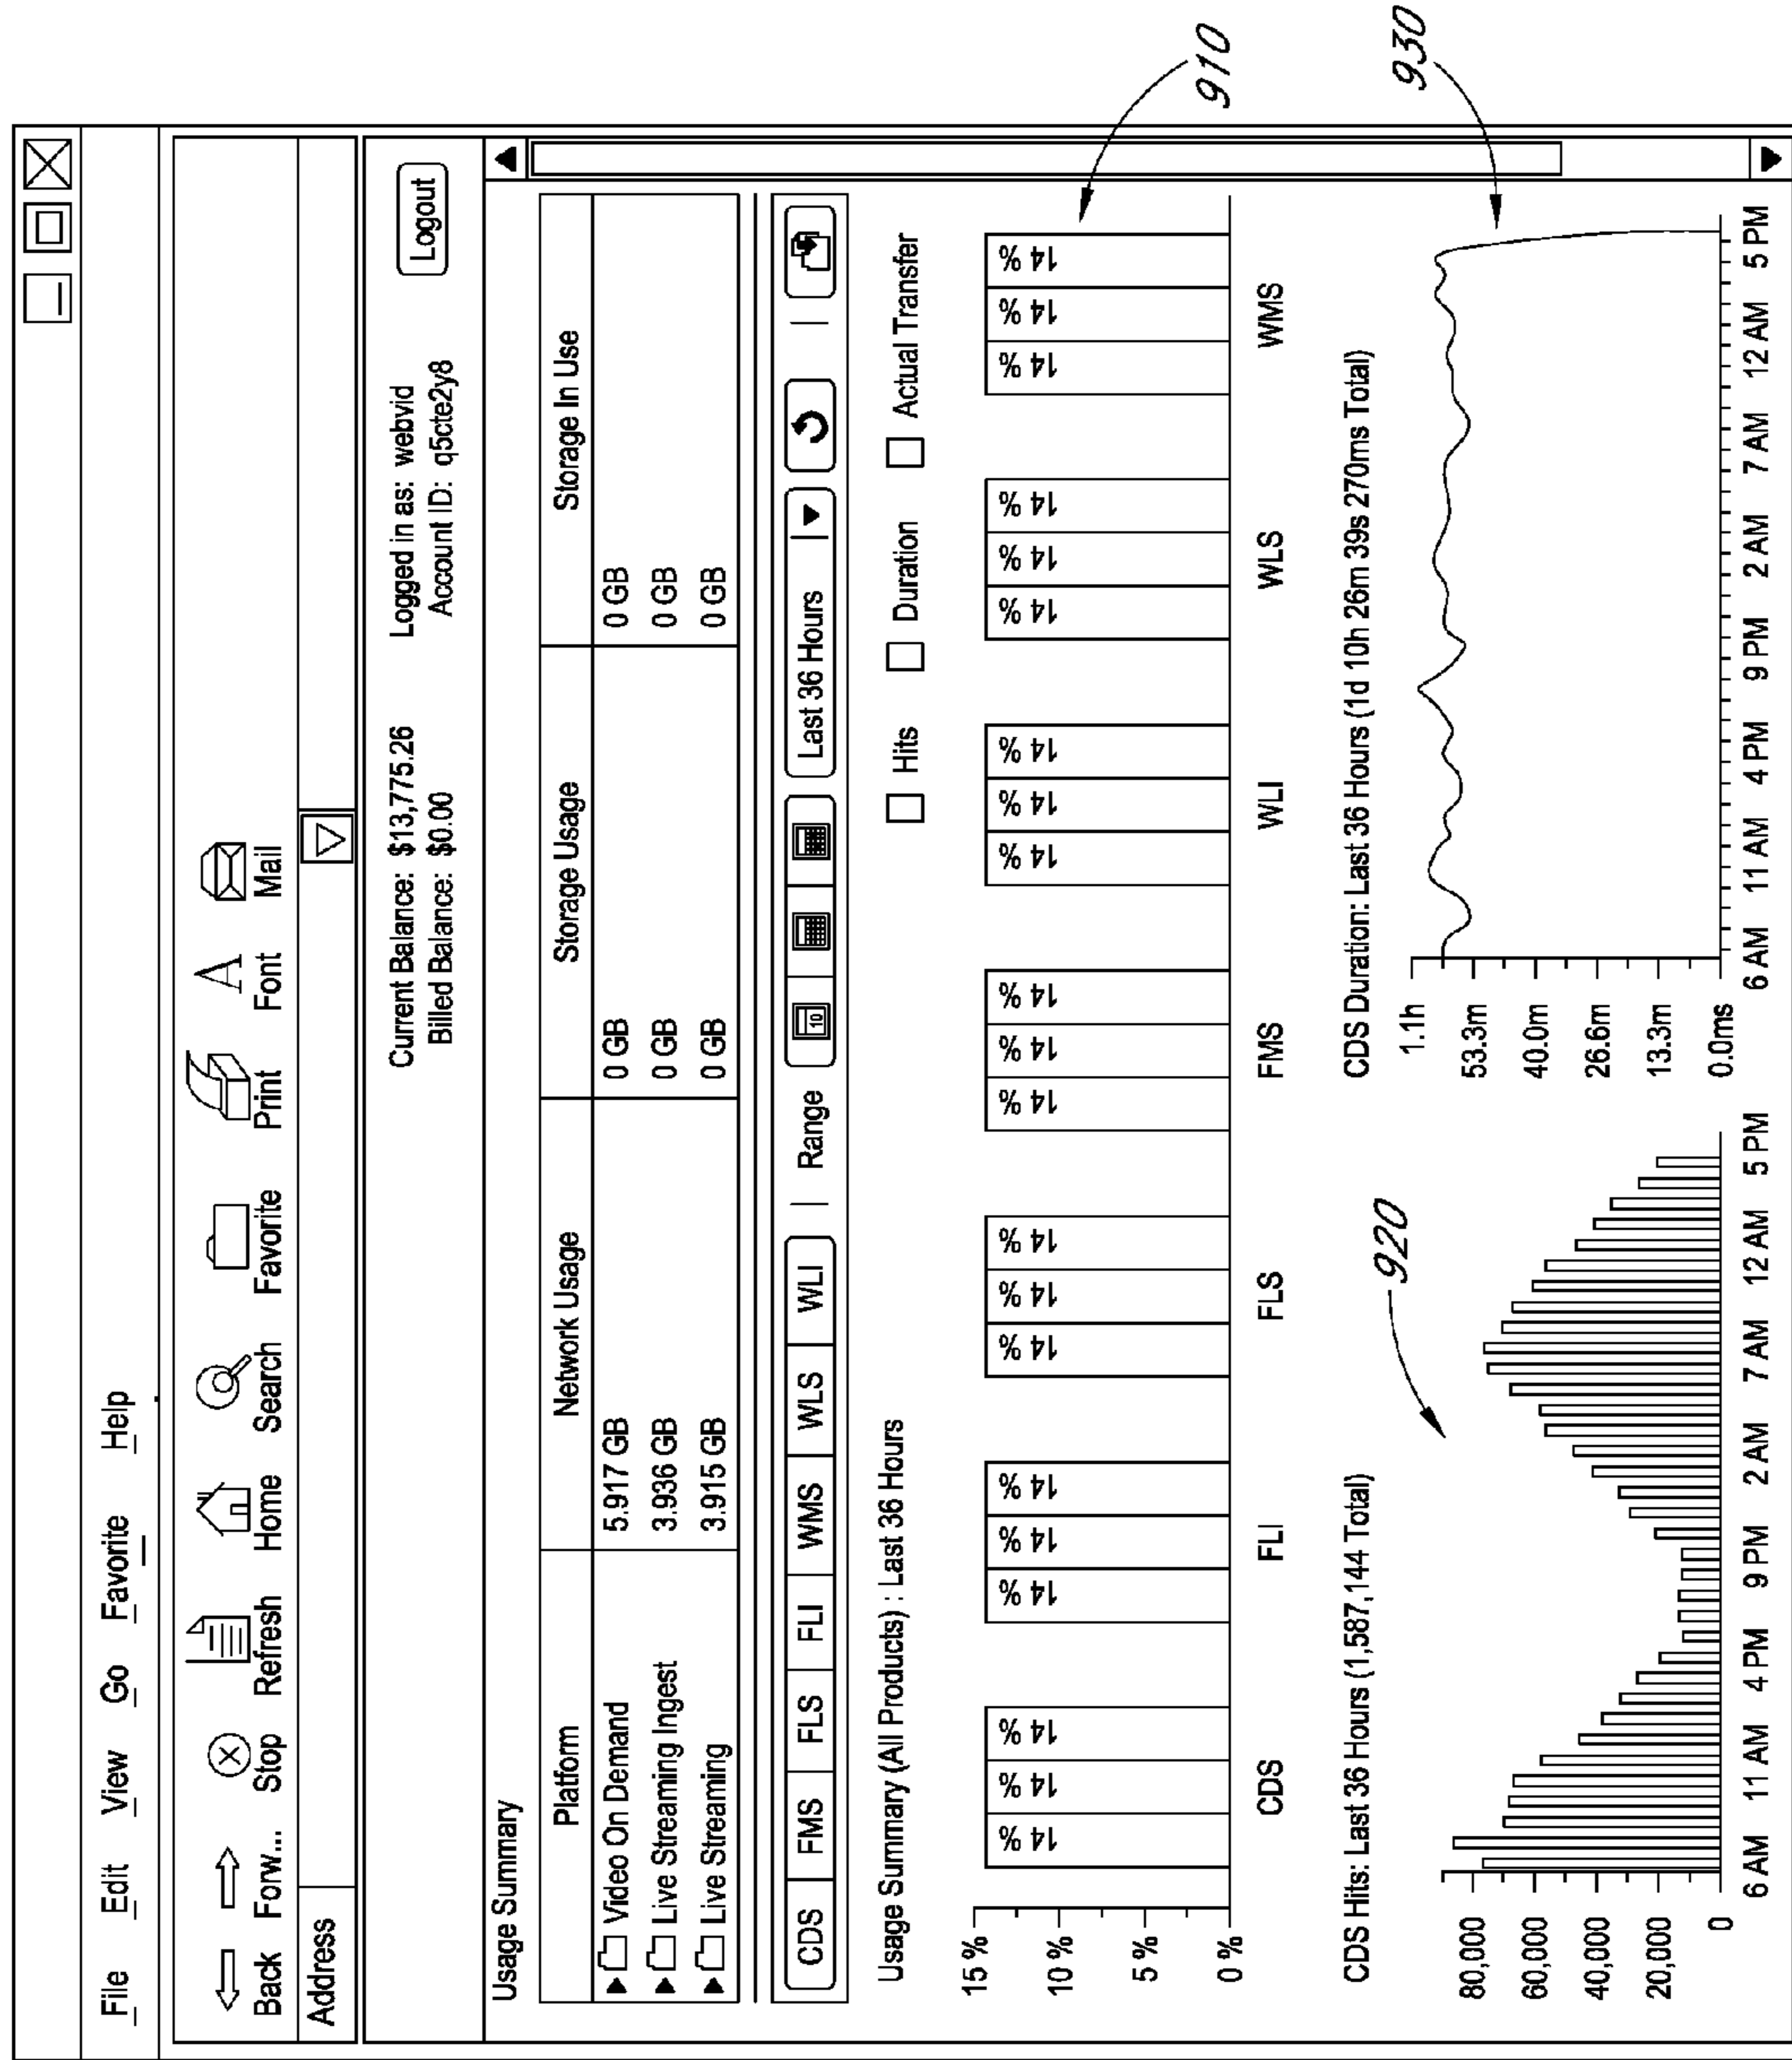 File Edit View Go Favorite Help
Back Forw... Stop Refresh Home Search Favorite Print Font Mail
Address
Current Balance: $13,775.26 Logged in as: webvid
Billed Balance: $0.00 Account ID: q5cte2y8
Logout
Usage Summary
Platform Network Usage Storage Usage Storage In Use
Video On Demand 5.917 GB 0 GB 0 GB
Live Streaming Ingest 3.936 GB 0 GB 0 GB
Live Streaming 3.915 GB 0 GB 0 GB
CDS FMS FLS FLI WMS WLS WLI | Range 10 Last 36 Hours
Usage Summary (All Products) : Last 36 Hours
Hits Duration Actual Transfer
15 %
10 %
5 %
0 %
14 % 14 % 14 % 14 % 14 % 14 % 14 % 14 % 14 % 14 % 14 % 14 % 14 % 14 % 14 % 14 % 14 % 14 % 14 % 14 % 14 %
910
CDS FLI FLS FMS WLI WLS WMS
CDS Hits: Last 36 Hours (1,587,144 Total)
920
80,000
60,000
40,000
20,000
0
6 AM 11 AM 4 PM 9 PM 2 AM 7 AM 12 AM 5 PM
CDS Duration: Last 36 Hours (1d 10h 26m 39s 270ms Total)
930
1.1h
53.3m
40.0m
26.6m
13.3m
0.0ms
6 AM 11 AM 4 PM 9 PM 2 AM 7 AM 12 AM 5 PM